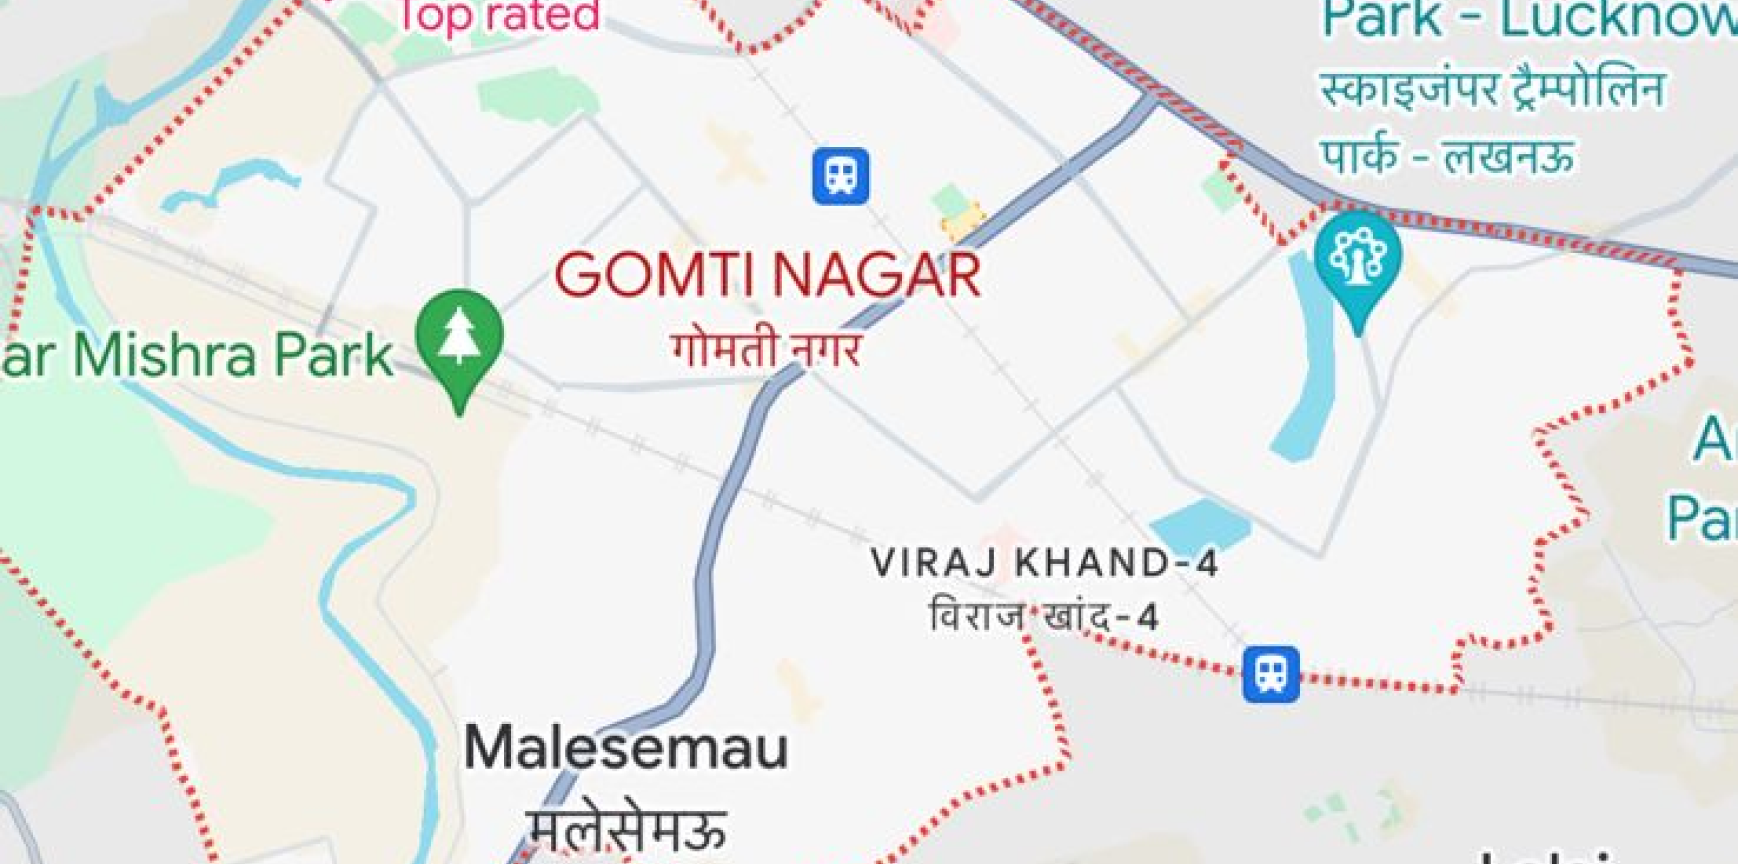 Top rated
Park - Lucknow
स्काइजंपर ट्रैम्पोलिन
पार्क - लखनऊ
GOMTI NAGAR
गोमती नगर
ar Mishra Park
VIRAJ KHAND-4
विराज खांद-4
Malesemau
मलेसेमऊ